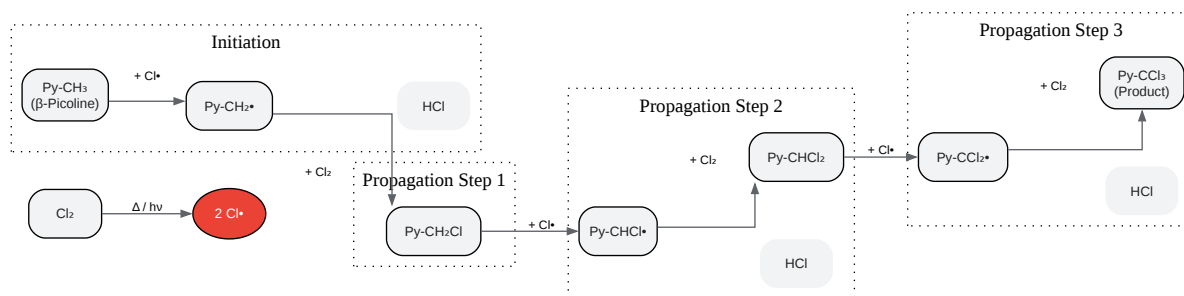 Initiation
Py-CH₃
(β-Picoline)
+ Cl•
Py-CH₂•
HCl
Cl₂
Δ / hν
2 Cl•
+ Cl₂
Propagation Step 1
Py-CH₂Cl
+ Cl•
Propagation Step 2
Py-CHCl•
+ Cl₂
Py-CHCl₂
HCl
+ Cl•
Propagation Step 3
Py-CCl₂•
+ Cl₂
Py-CCl₃
(Product)
HCl